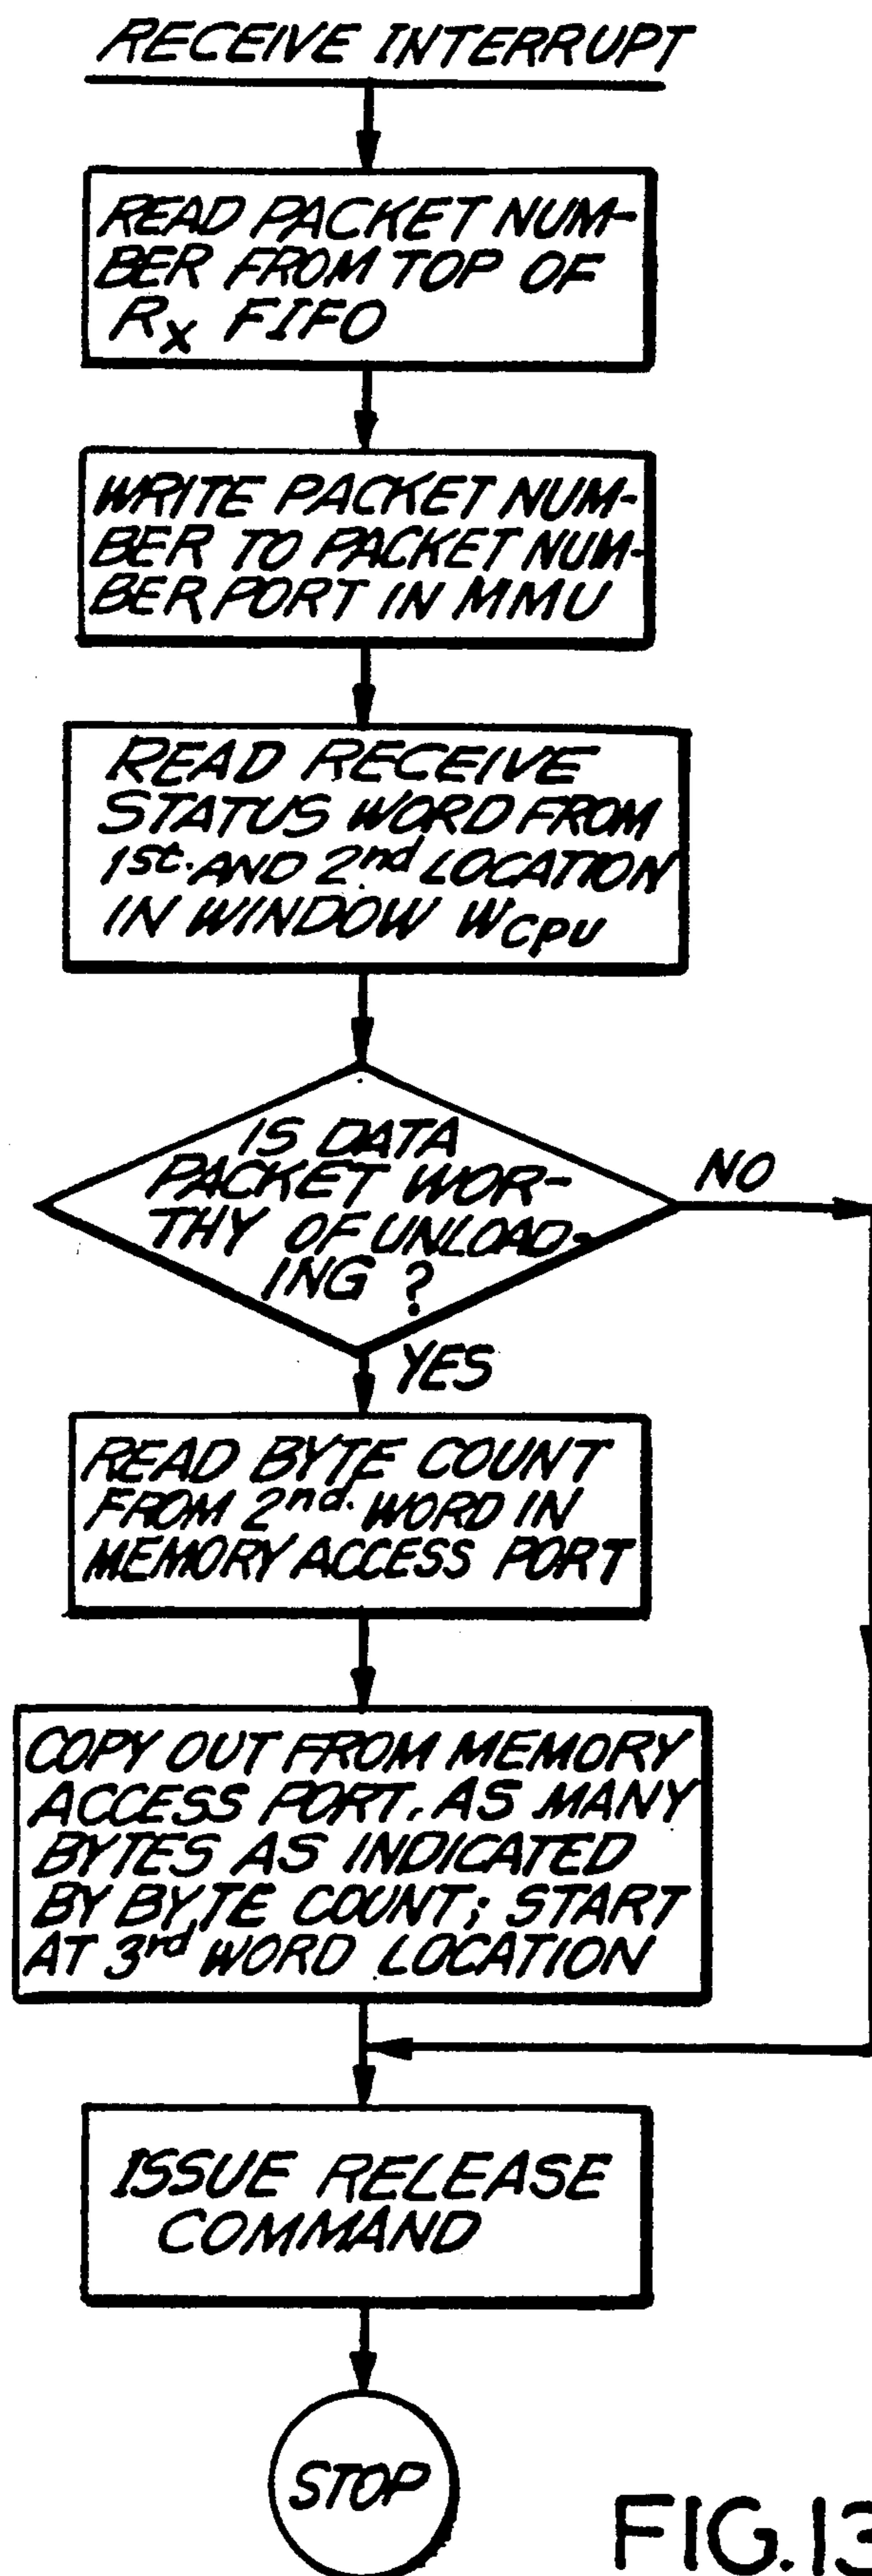 RECEIVE INTERRUPT
READ PACKET NUM-
BER FROM TOP OF
Rx FIFO
WRITE PACKET NUM-
BER TO PACKET NUM-
BER PORT IN MMU
READ RECEIVE
STATUS WORD FROM
1st. AND 2nd LOCATION
IN WINDOW WCPU
IS DATA
PACKET WOR-
THY OF UNLOAD-
ING ?
NO
YES
READ BYTE COUNT
FROM 2nd. WORD IN
MEMORY ACCESS PORT
COPY OUT FROM MEMORY
ACCESS PORT, AS MANY
BYTES AS INDICATED
BY BYTE COUNT; START
AT 3rd WORD LOCATION
ISSUE RELEASE
COMMAND
STOP
FIG.13